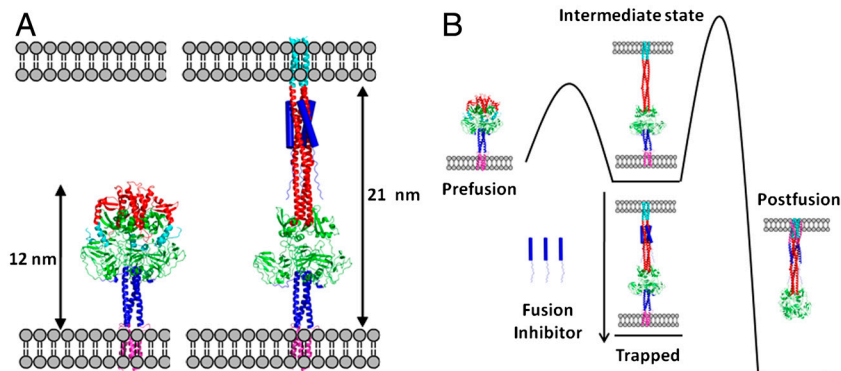 A
12 nm
21 nm
B
Intermediate state
Prefusion
Postfusion
Fusion
Inhibitor
Trapped